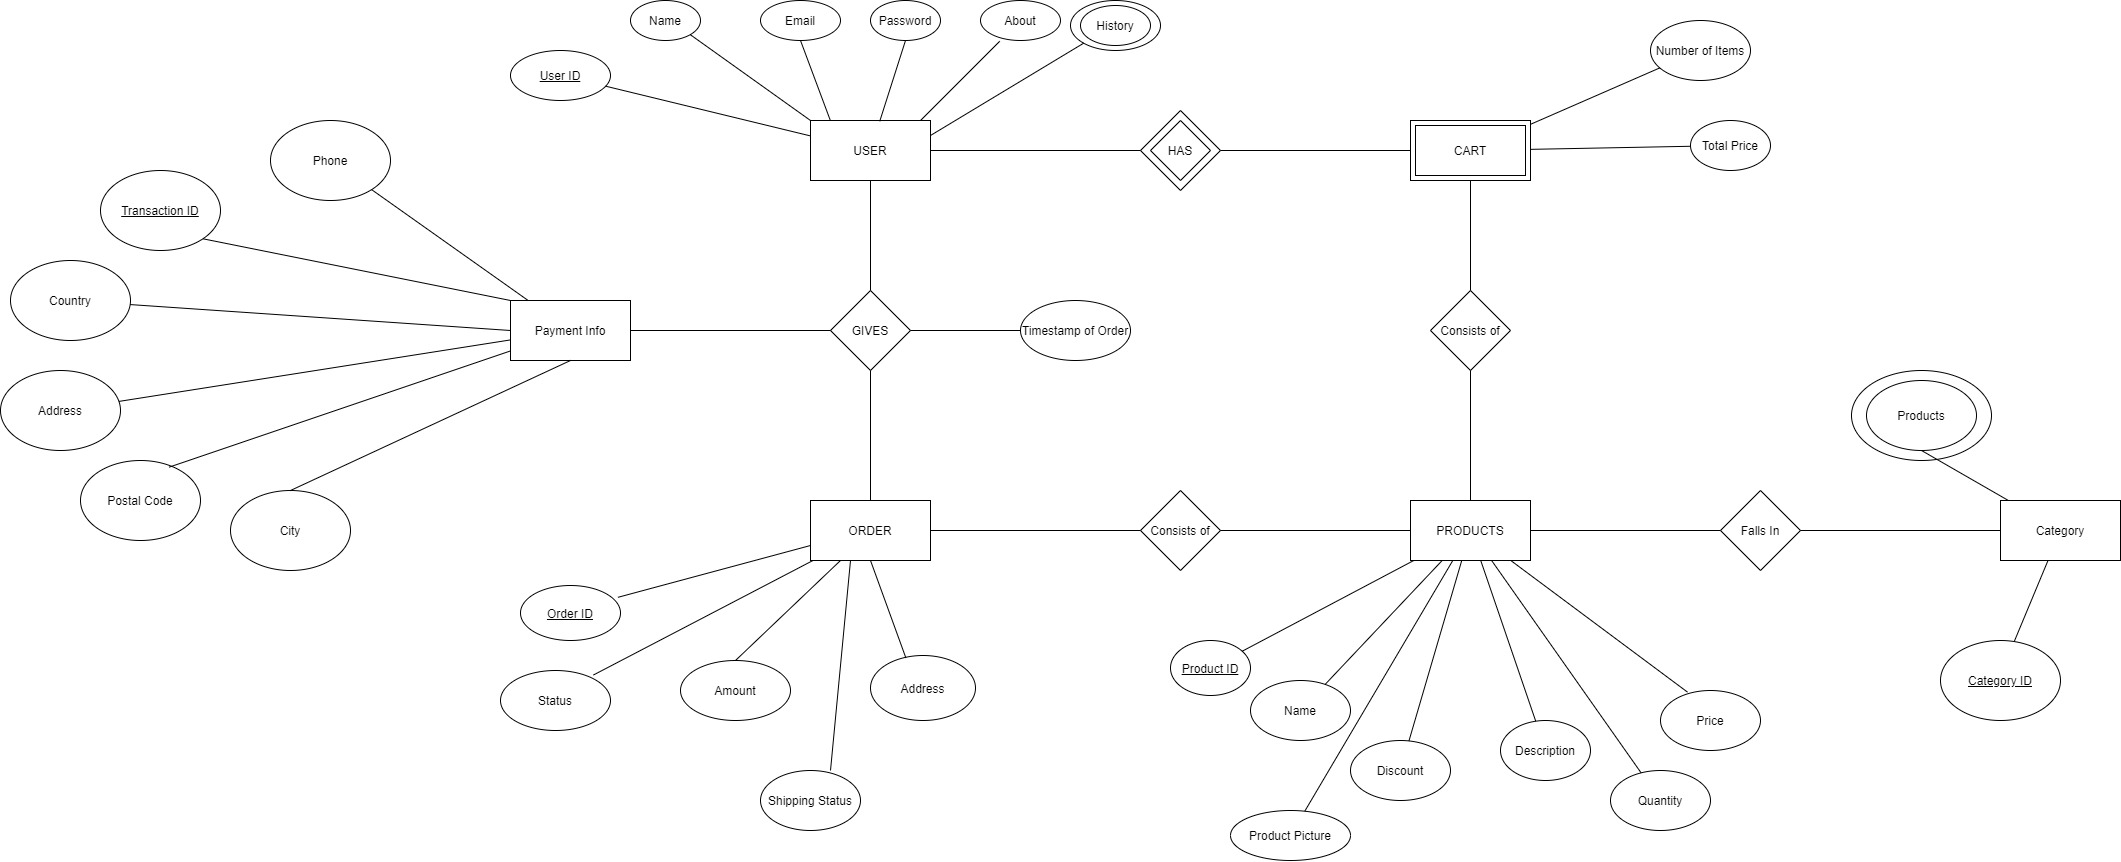 Name
Email
Password
About
History
User ID
Number of Items
USER
HAS
CART
Total Price
Phone
Transaction ID
Country
Payment Info
GIVES
Timestamp of Order
Consists of
Address
Products
Postal Code
City
ORDER
Consists of
PRODUCTS
Falls In
Category
Order ID
Status
Amount
Address
Shipping Status
Product ID
Name
Product Picture
Discount
Description
Quantity
Price
Category ID